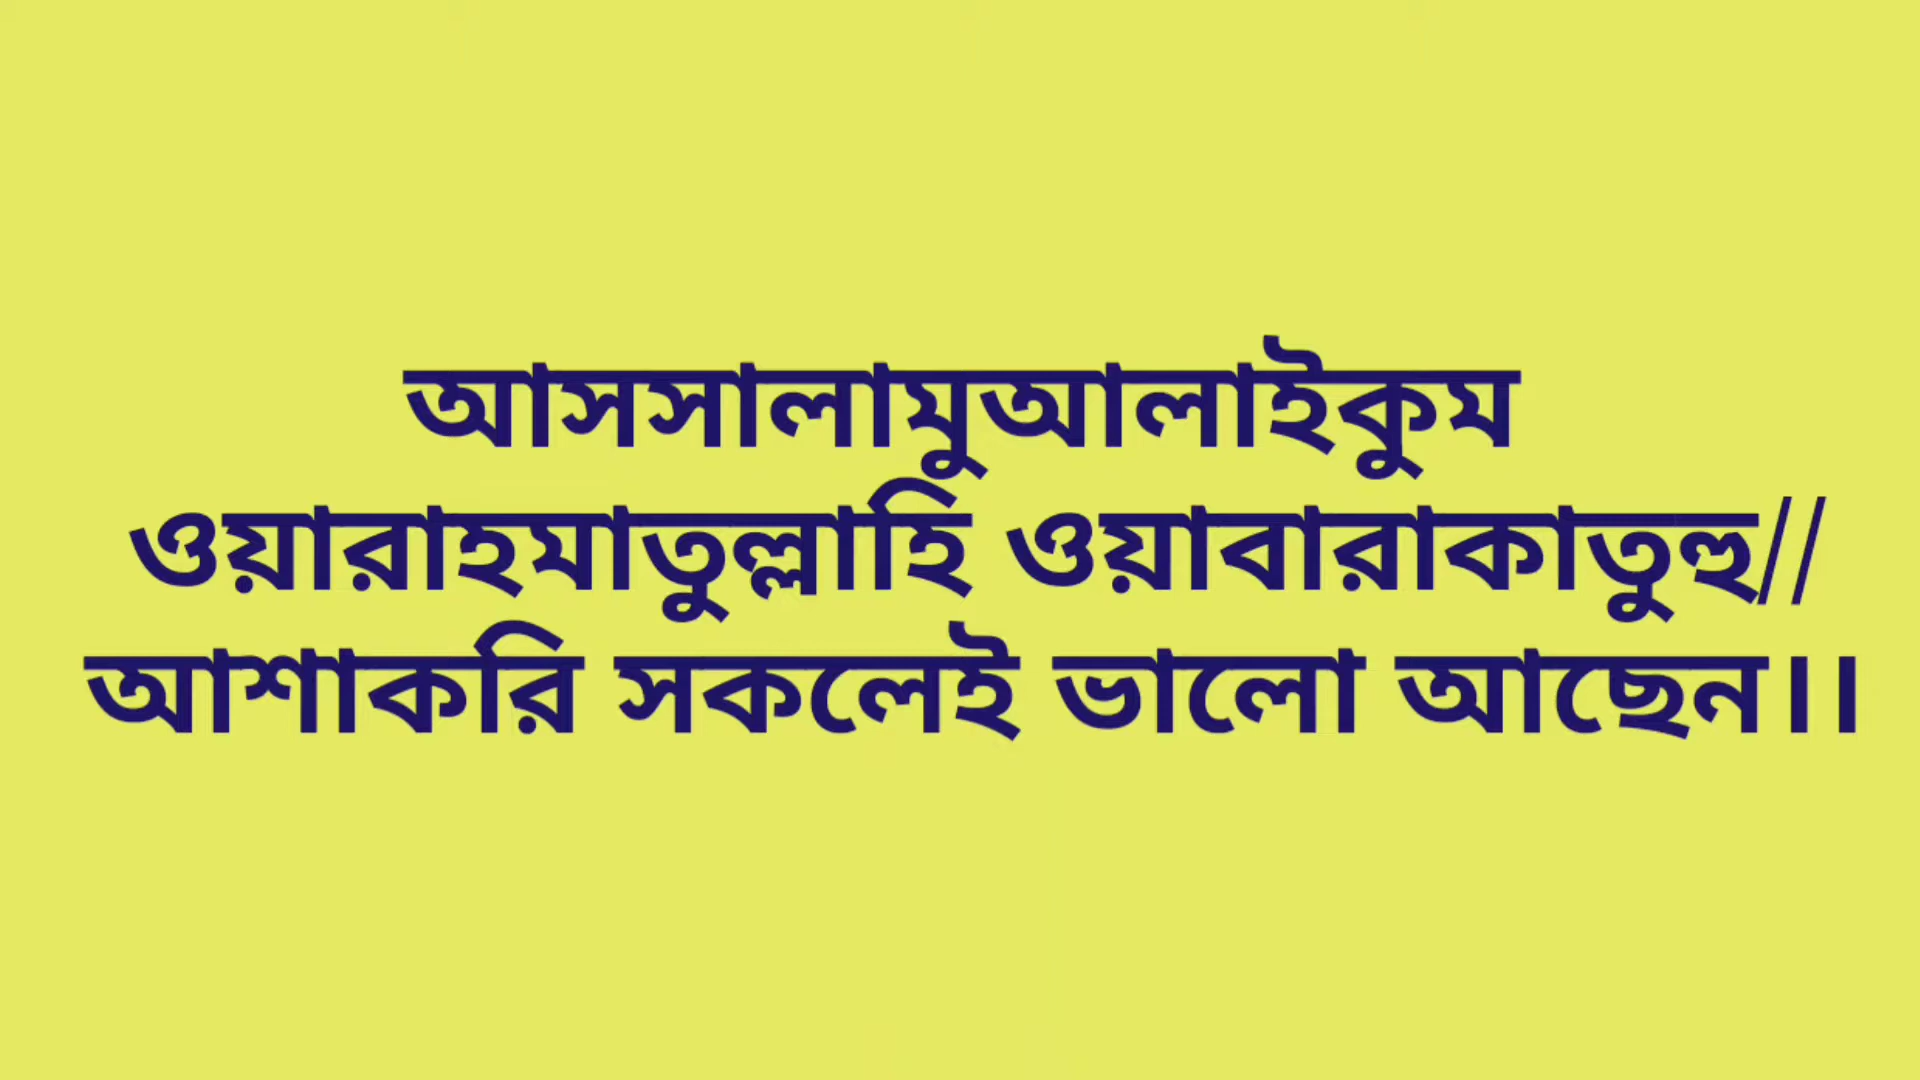 আসসালামুআলাইকুম
ওয়ারাহমাতুল্লাহি ওয়াবারাকাতুহু//
আশাকরি সকলেই ভালো আছেন।।